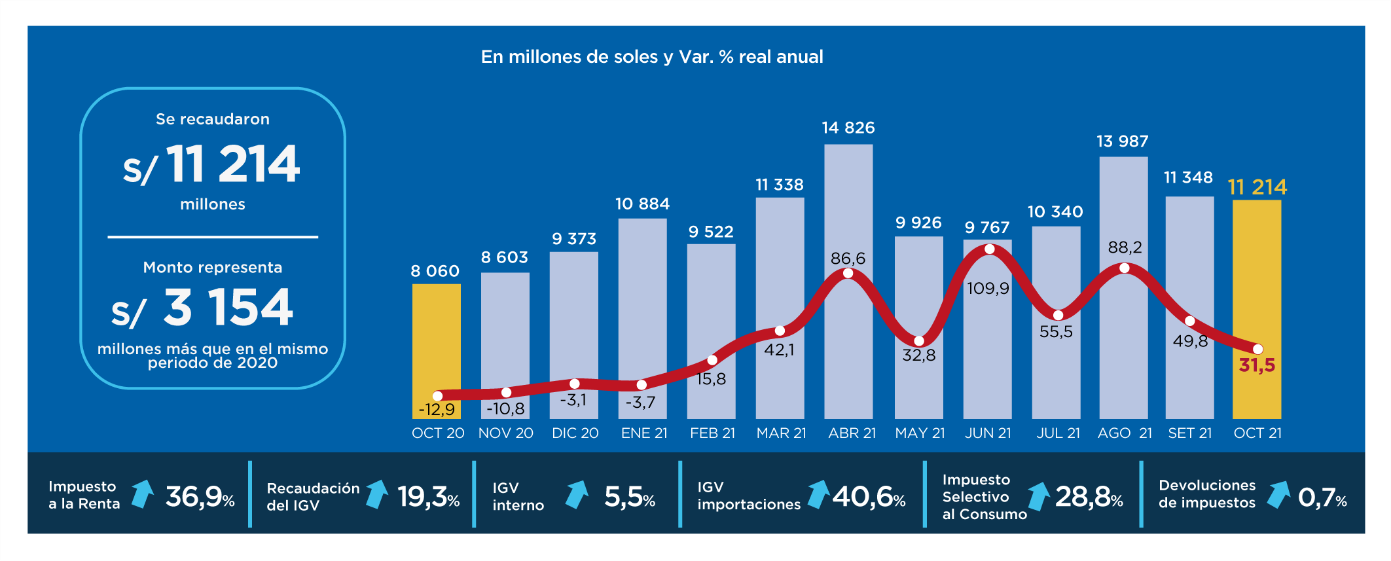 En millones de soles y Var. % real anual
Se recaudaron
S/ 11 214
millones
Monto representa
S/ 3 154
millones más que en el mismo
periodo de 2020
8 060
8 603
9 373
10 884
9 522
11 338
14 826
9 926
9 767
10 340
13 987
11 348
11 214
-12,9
-10,8
-3,1
-3,7
15,8
42,1
86,6
32,8
109,9
55,5
88,2
49,8
31,5
OCT 20
NOV 20
DIC 20
ENE 21
FEB 21
MAR 21
ABR 21
MAY 21
JUN 21
JUL 21
AGO 21
SET 21
OCT 21
Impuesto
a la Renta
36,9%
Recaudación
del IGV
19,3%
IGV
interno
5,5%
IGV
importaciones
40,6%
Impuesto
Selectivo
al Consumo
28,8%
Devoluciones
de impuestos
0,7%